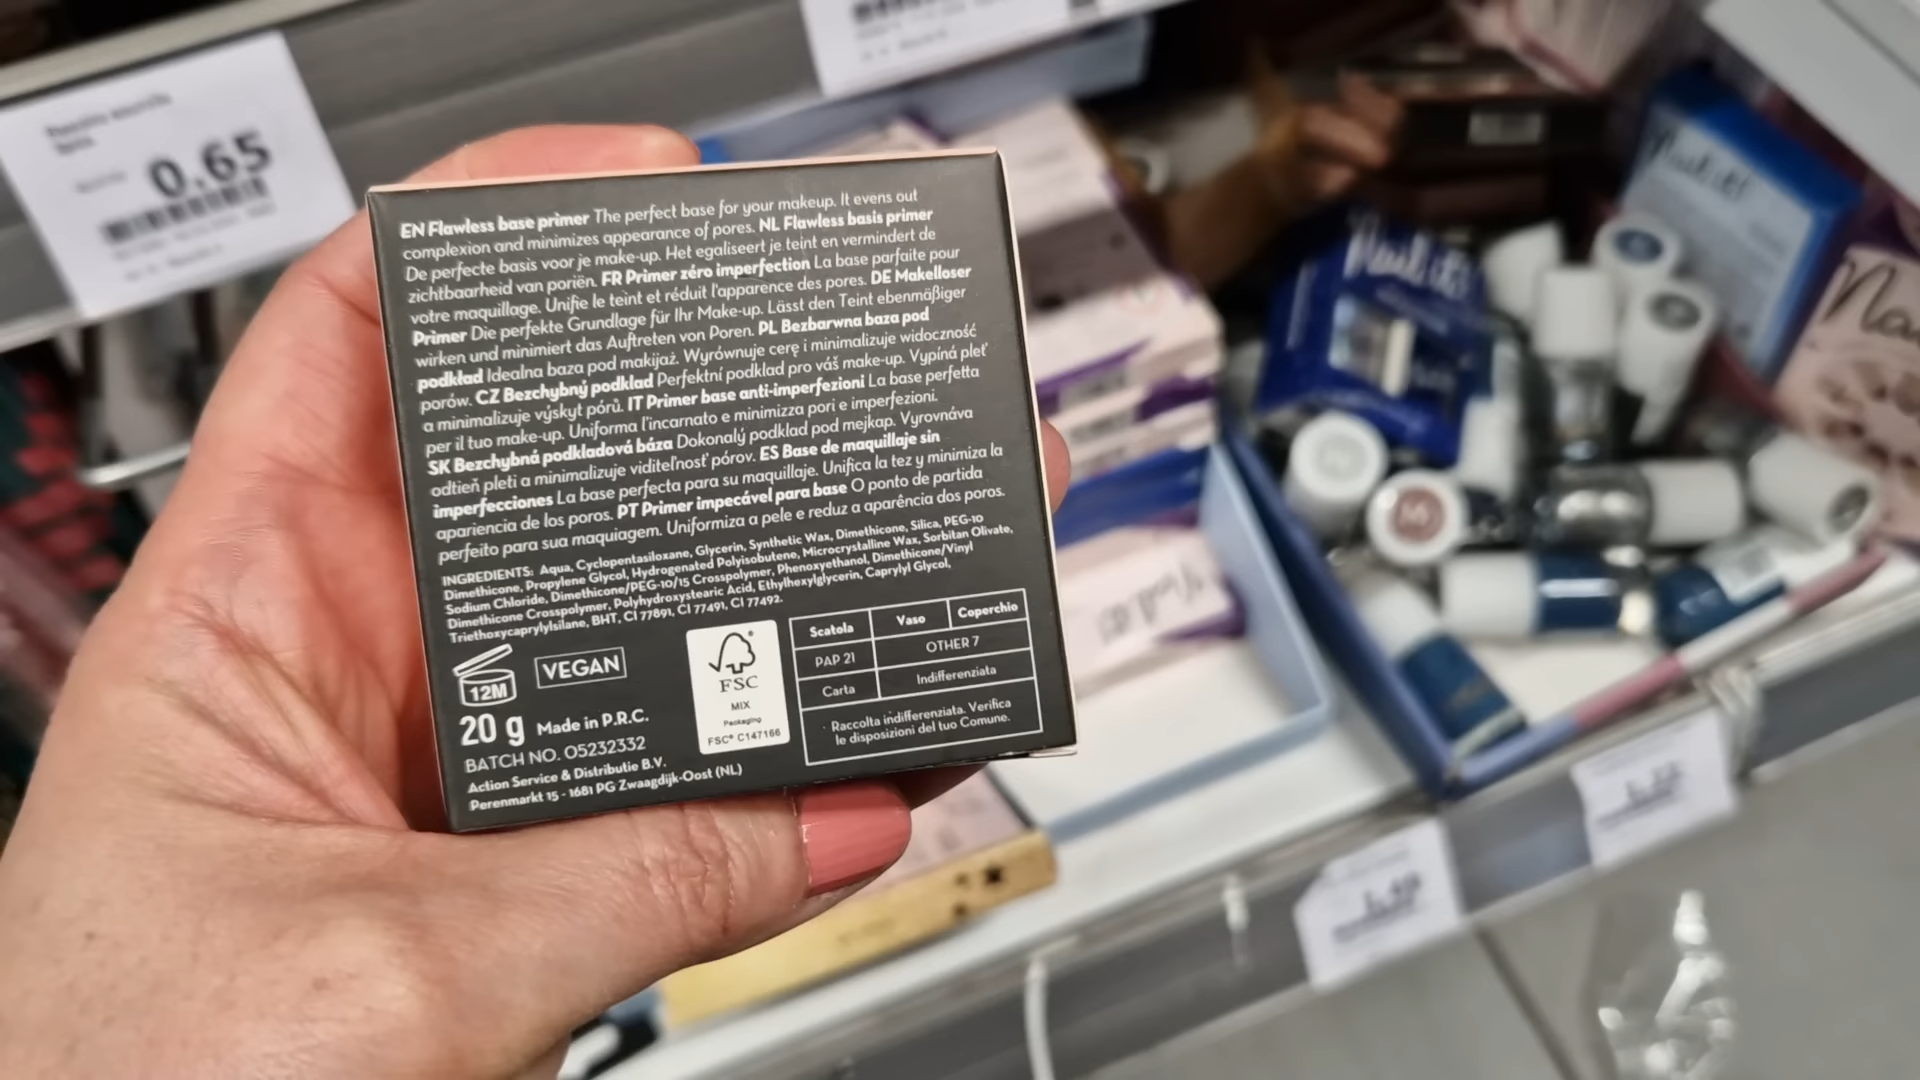 0.65
EN Flawless base primer The perfect base for your makeup. It evens out
complexion and minimizes appearance of pores. NL Flawless basis primer
De perfecte basis voor je make-up. Het egaliseert je teint en vermindert de
zichtbaarheid van poriën. FR Primer zéro imperfection La base parfaite pour
votre maquillage. Unifie le teint et réduit l'apparence des pores. DE Makelloser
Primer Die perfekte Grundlage für Ihr Make-up. Lässt den Teint ebenmäßiger
wirken und minimiert das Auftreten von Poren. PL Bezbarwna baza pod
podkład Idealna baza pod makijaż. Wyrównuje cerę i minimalizuje widoczność
porów. CZ Bezchybný podklad Perfektní podklad pro váš make-up. Vypíná pleť
a minimalizuje výskyt pórů. IT Primer base anti-imperfezioni La base perfetta
per il tuo make-up. Uniforma l'incarnato e minimizza pori e imperfezioni.
SK Bezchybná podkladová báza Dokonalý podklad pod mejkap. Vyrovnáva
odtieň pleti a minimalizuje viditeľnosť pórov. ES Base de maquillaje sin
imperfecciones La base perfecta para su maquillaje. Unifica la tez y minimiza la
apariencia de los poros. PT Primer impecável para base O ponto de partida
perfeito para sua maquiagem. Uniformiza a pele e reduz a aparência dos poros.
INGREDIENTS: Aqua, Cyclopentasiloxane, Glycerin, Synthetic Wax, Dimethicone, Silica, PEG-10
Dimethicone, Propylene Glycol, Hydrogenated Polyisobutene, Microcrystalline Wax, Sorbitan Olivate,
Sodium Chloride, Dimethicone/PEG-10/15 Crosspolymer, Phenoxyethanol, Dimethicone/Vinyl
Dimethicone Crosspolymer, Polyhydroxystearic Acid, Ethylhexylglycerin, Caprylyl Glycol,
Triethoxycaprylylsilane, BHT, CI 77891, CI 77491, CI 77492.
12M
VEGAN
20 g Made in P.R.C.
BATCH NO. 05232332
Action Service & Distributie B.V.
Perenmarkt 15 - 1681 PG Zwaagdijk-Oost (NL)
FSC
MIX
Packaging
FSC® C147166
Scatola Vaso Coperchio
PAP 21 OTHER 7
Carta Indifferenziata
Raccolta indifferenziata. Verifica
le disposizioni del tuo Comune.
Nail it!